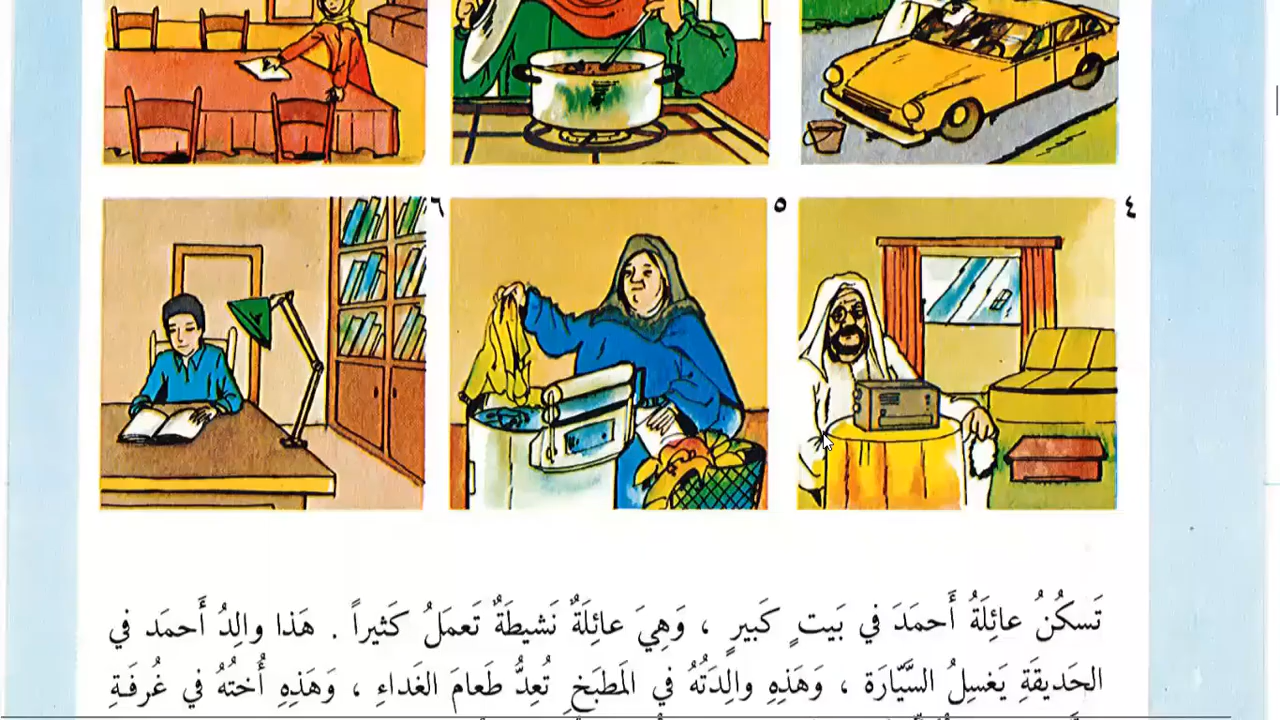 ٤
٥
٦
تَسكُنُ عائِلَةُ أَحمَدَ في بَيتٍ كَبيرٍ ، وَهِيَ عائِلَةٌ نَشيطَةٌ تَعمَلُ كَثيراً . هَذا والِدُ أَحمَد في
الحَديقَةِ يَغسِلُ السَّيّارَة ، وَهَذِهِ والِدَتُهُ في المَطبَخِ تُعِدُّ طَعامَ الغَداءِ ، وَهَذِهِ أُختُهُ في غُرفَةِ